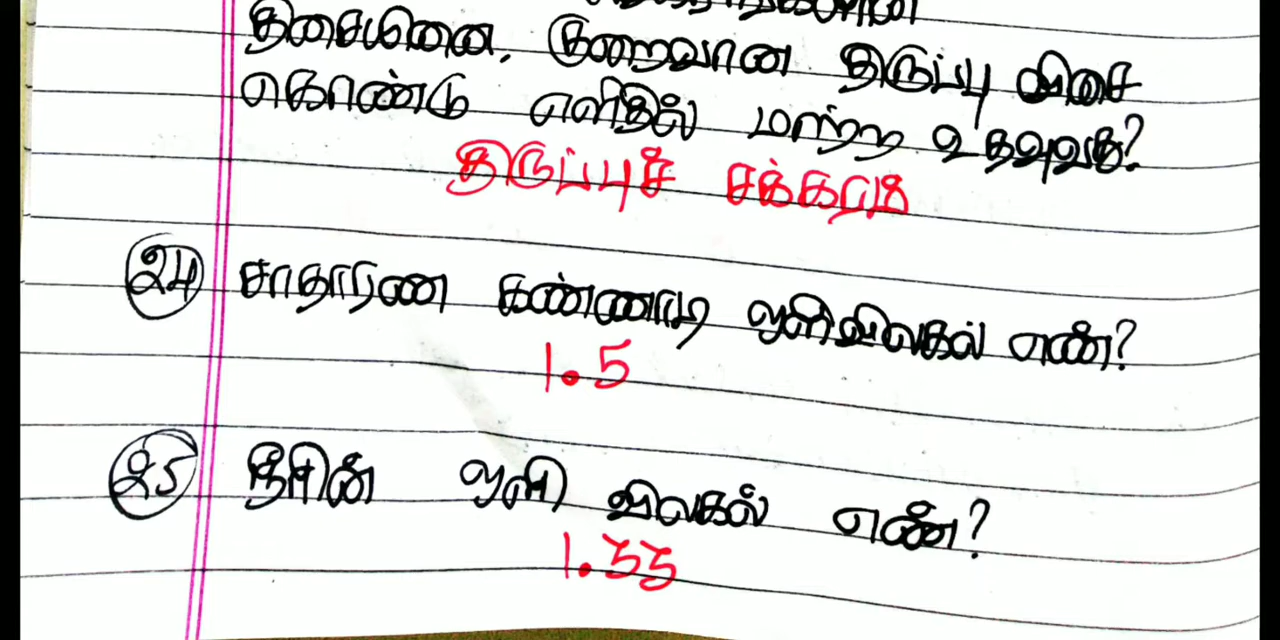 திசையினை, குறைவான திருப்பு விசை
கொண்டு எளிதில் மாற்ற உதவுவது?
திருப்புச் சக்கரம்
24 சாதாரண கண்ணாடி ஒளிவிலகல் எண்?
1.5
25 நீரின் ஒளி விலகல் எண்?
1.33